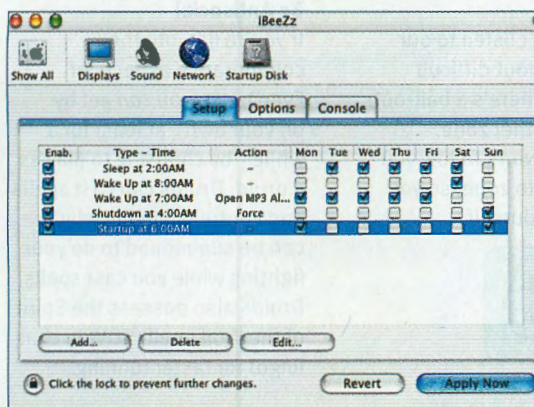 iBeeZz
Show All Displays Sound Network Startup Disk
Setup Options Console
Enab. Type – Time Action Mon Tue Wed Thu Fri Sat Sun
Sleep at 2:00AM –
Wake Up at 8:00AM –
Wake Up at 7:00AM Open MP3 Al...
Shutdown at 4:00AM Force
Startup at 6:00AM –
Add... Delete Edit...
Click the lock to prevent further changes. Revert Apply Now